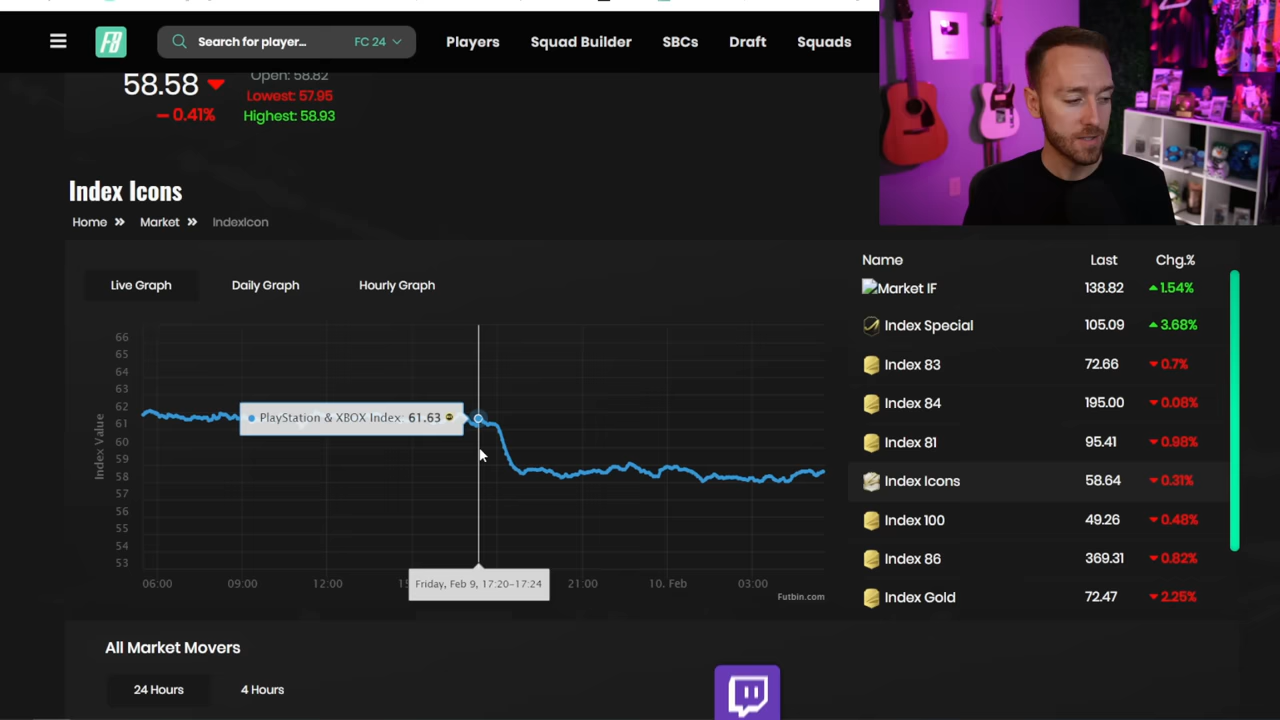 FB
Search for player...
FC 24
Players
Squad Builder
SBCs
Draft
Squads
58.58
Open: 58.82
Lowest: 57.95
Highest: 58.93
– 0.41%
Index Icons
Home » Market » IndexIcon
Live Graph
Daily Graph
Hourly Graph
Index Value
66
65
64
63
62
61
60
59
58
57
56
55
54
53
PlayStation & XBOX Index: 61.63
06:00
09:00
12:00
Friday, Feb 9, 17:20–17:24
21:00
10. Feb
03:00
Futbin.com
Name Last Chg.%
Market IF 138.82 1.54%
Index Special 105.09 3.68%
Index 83 72.66 0.7%
Index 84 195.00 0.08%
Index 81 95.41 0.98%
Index Icons 58.64 0.31%
Index 100 49.26 0.48%
Index 86 369.31 0.82%
Index Gold 72.47 2.25%
All Market Movers
24 Hours
4 Hours